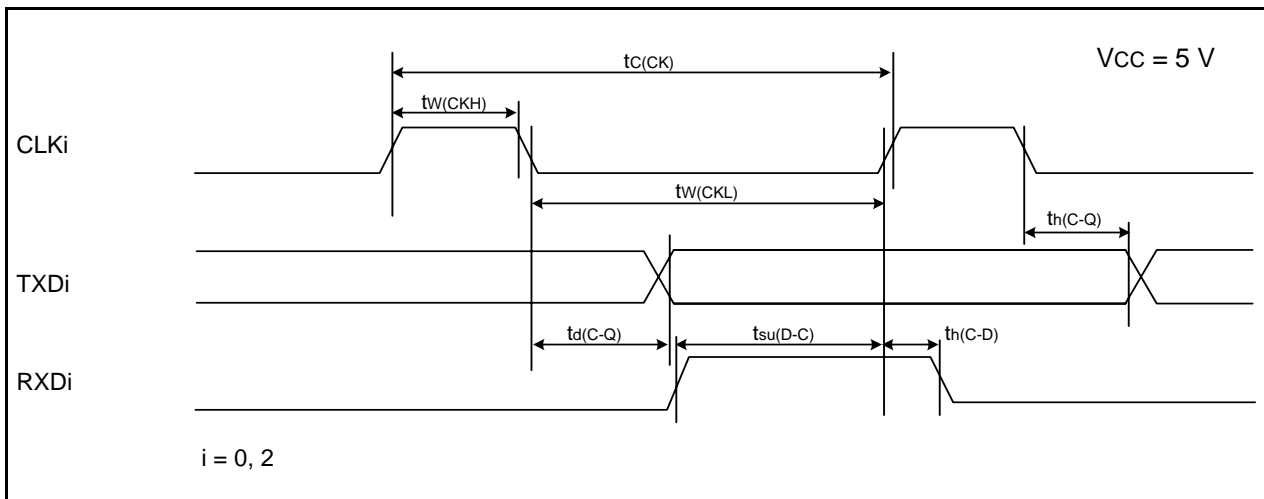 tC(CK)
VCC = 5 V
tW(CKH)
CLKi
tW(CKL)
th(C-Q)
TXDi
td(C-Q)
tsu(D-C)
th(C-D)
RXDi
i = 0, 2